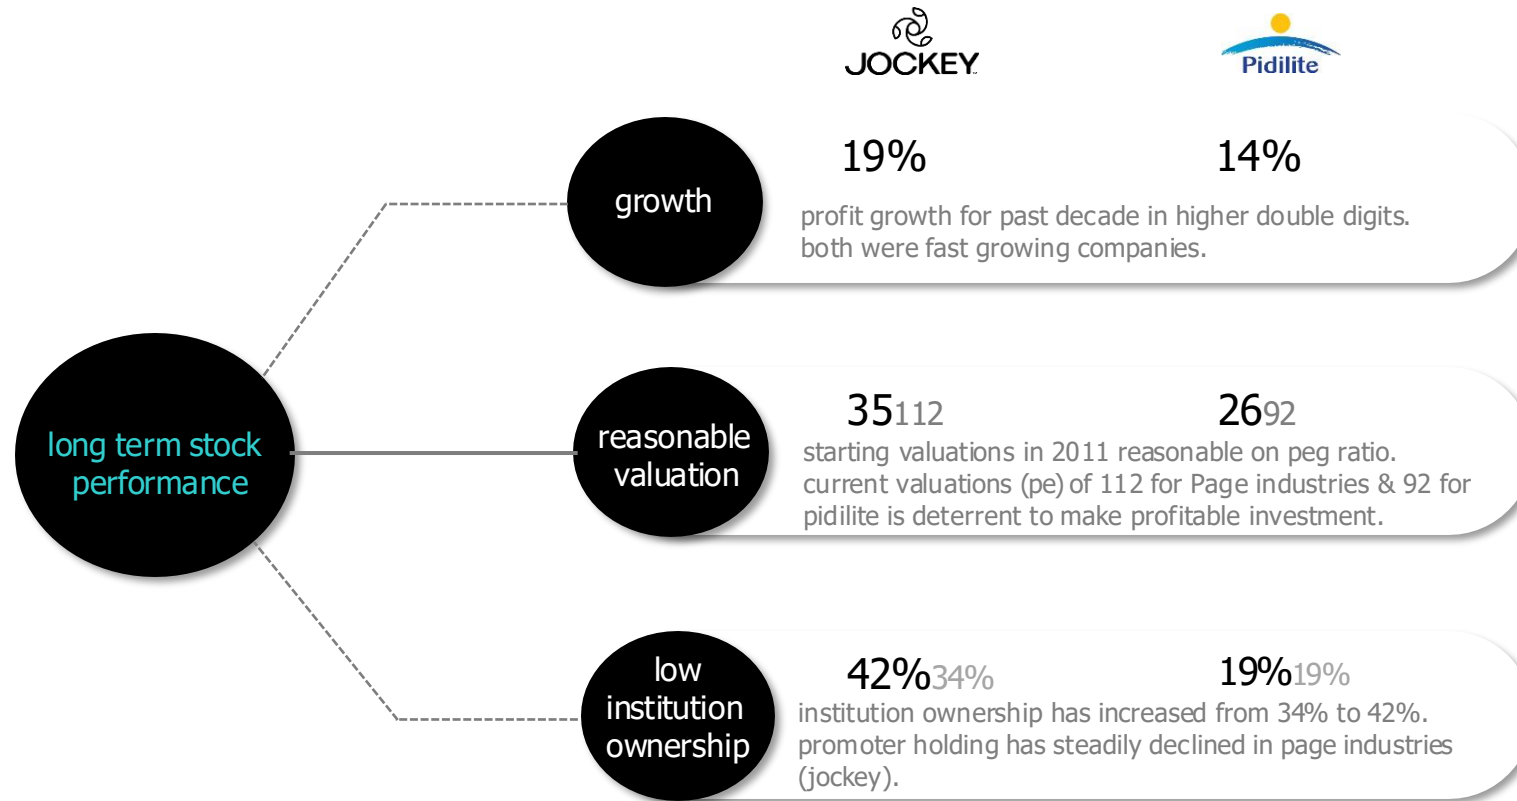 JOCKEY
Pidilite
19%
14%
growth
profit growth for past decade in higher double digits.
both were fast growing companies.
long term stock
performance
reasonable
valuation
35112
2692
starting valuations in 2011 reasonable on peg ratio.
current valuations (pe) of 112 for Page industries & 92 for
pidilite is deterrent to make profitable investment.
low
institution
ownership
42%34%
19%19%
institution ownership has increased from 34% to 42%.
promoter holding has steadily declined in page industries
(jockey).